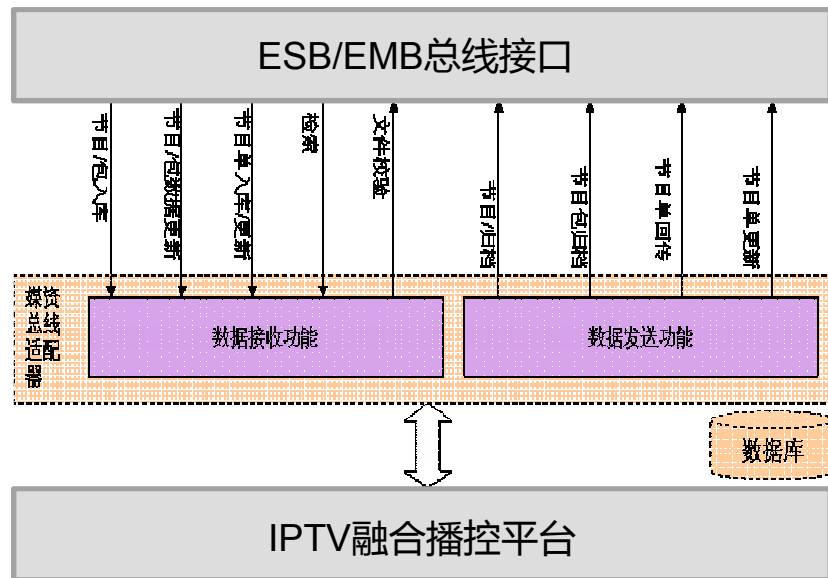 ESB/EMB总线接口
节目/包入库
节目/包数据更新
节目单入库/更新
检索
文件校验
节目/归档
节目包归档
节目单回传
节目单更新
媒资
总线
适配
器
数据接收功能
数据发送功能
数据库
IPTV融合播控平台